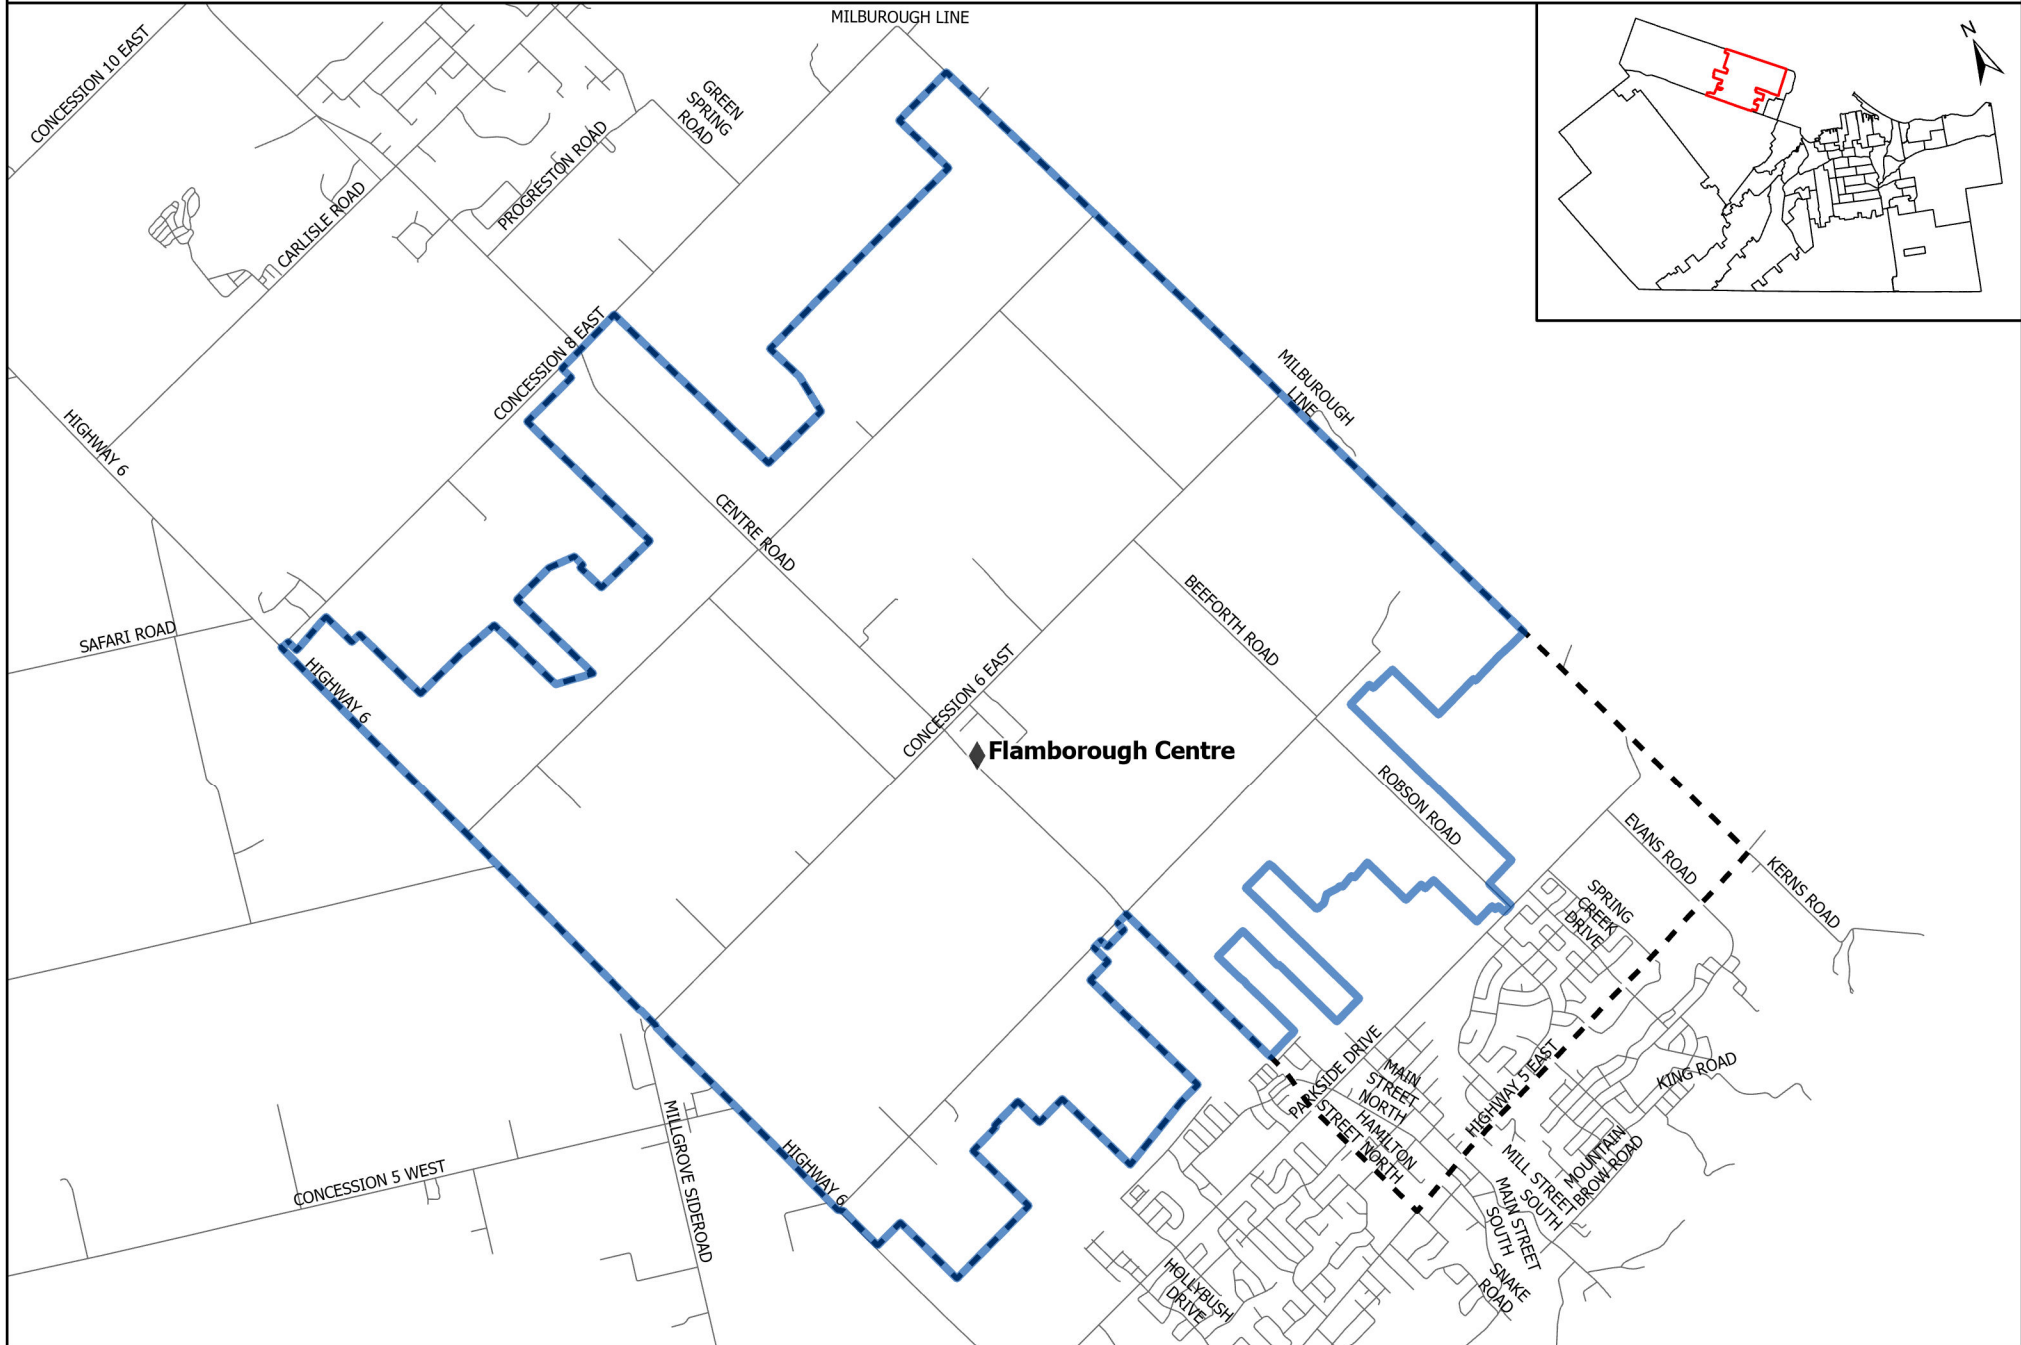 MILBUROUGH LINE
CONCESSION 10 EAST
GREEN
SPRING
ROAD
N
PROGRESTON ROAD
CARLISLE ROAD
CONCESSION 8 EAST
MILBUROUGH
LINE
HIGHWAY 6
CENTRE ROAD
BEEFORTH ROAD
SAFARI ROAD
HIGHWAY 6
CONCESSION 6 EAST
Flamborough Centre
ROBSON ROAD
EVANS ROAD
KERNS ROAD
SPRING
CREEK
DRIVE
PARKSIDE DRIVE
MAIN
STREET
NORTH
HIGHWAY 5 EAST
KING ROAD
HAMILTON
STREET NORTH
MILLGROVE SIDEROAD
HIGHWAY 6
CONCESSION 5 WEST
MOUNTAIN
BROW ROAD
MILL STREET
SOUTH
MAIN STREET
SOUTH
HOLLYBUSH
DRIVE
SNAKE
ROAD